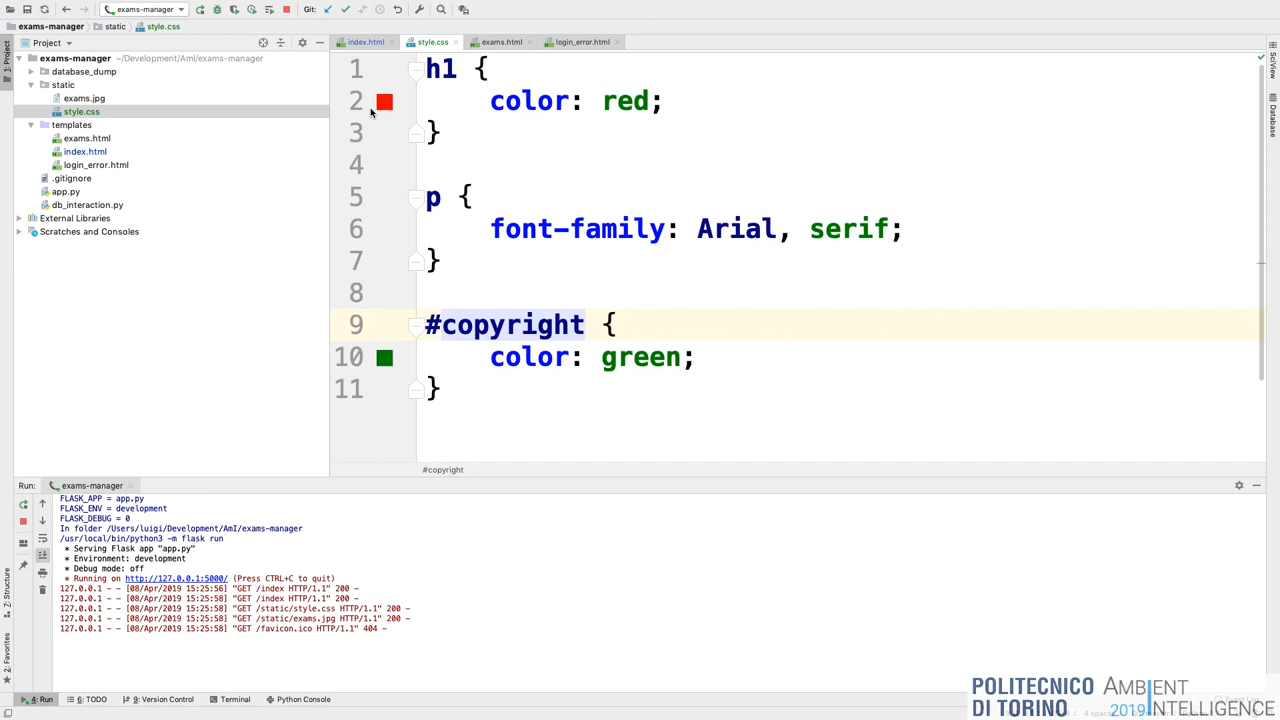 exams-manager
Git:
exams-manager
static
style.css
Project
index.html
style.css
exams.html
login_error.html
1: Project
exams-manager ~/Development/AmI/exams-manager
database_dump
static
exams.jpg
style.css
templates
exams.html
index.html
login_error.html
.gitignore
app.py
db_interaction.py
External Libraries
Scratches and Consoles
SciView
Database
1 h1 {
2 color: red;
3 }
4
5 p {
6 font-family: Arial, serif;
7 }
8
9 #copyright {
10 color: green;
11 }
#copyright
Run: exams-manager
FLASK_APP = app.py
FLASK_ENV = development
FLASK_DEBUG = 0
In folder /Users/luigi/Development/AmI/exams-manager
/usr/local/bin/python3 -m flask run
* Serving Flask app "app.py"
* Environment: development
* Debug mode: off
* Running on http://127.0.0.1:5000/ (Press CTRL+C to quit)
127.0.0.1 - - [08/Apr/2019 15:25:56] "GET /index HTTP/1.1" 200 -
127.0.0.1 - - [08/Apr/2019 15:25:58] "GET /index HTTP/1.1" 200 -
127.0.0.1 - - [08/Apr/2019 15:25:58] "GET /static/style.css HTTP/1.1" 200 -
127.0.0.1 - - [08/Apr/2019 15:25:58] "GET /static/exams.jpg HTTP/1.1" 200 -
127.0.0.1 - - [08/Apr/2019 15:25:58] "GET /favicon.ico HTTP/1.1" 404 -
7: Structure
2: Favorites
4: Run
6: TODO
9: Version Control
Terminal
Python Console
POLITECNICO
DI TORINO
AMBIENT
2019 INTELLIGENCE